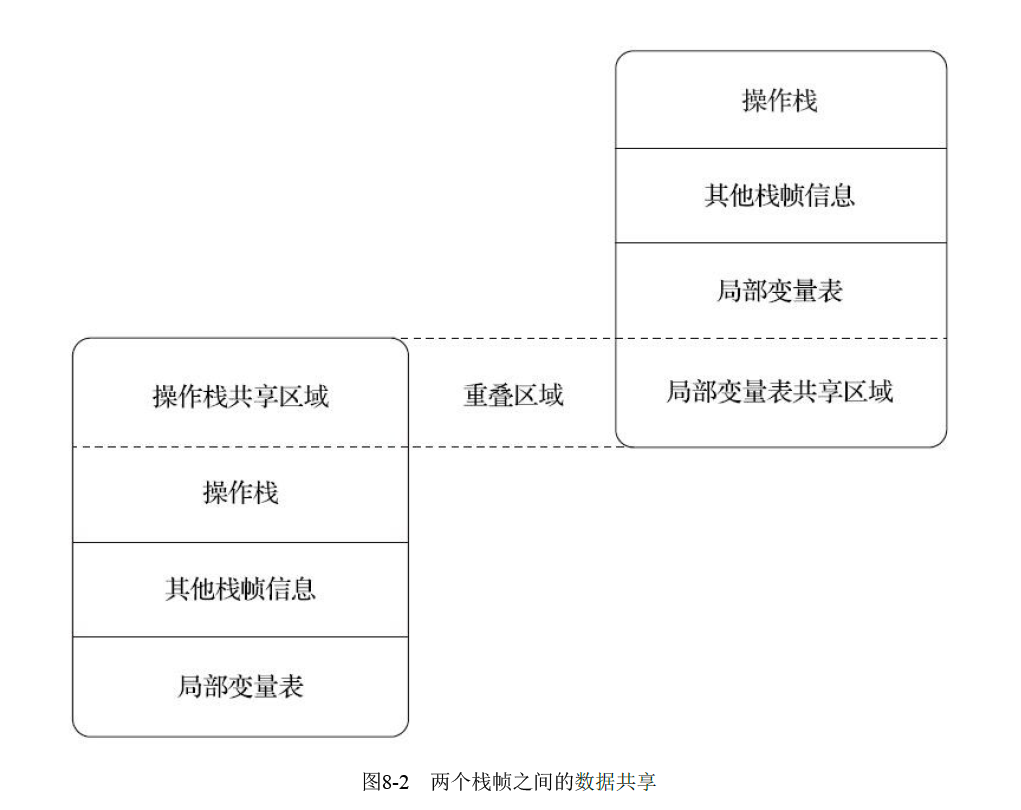 操作栈
其他栈帧信息
局部变量表
操作栈共享区域
重叠区域
局部变量表共享区域
操作栈
其他栈帧信息
局部变量表
图8-2 两个栈帧之间的数据共享